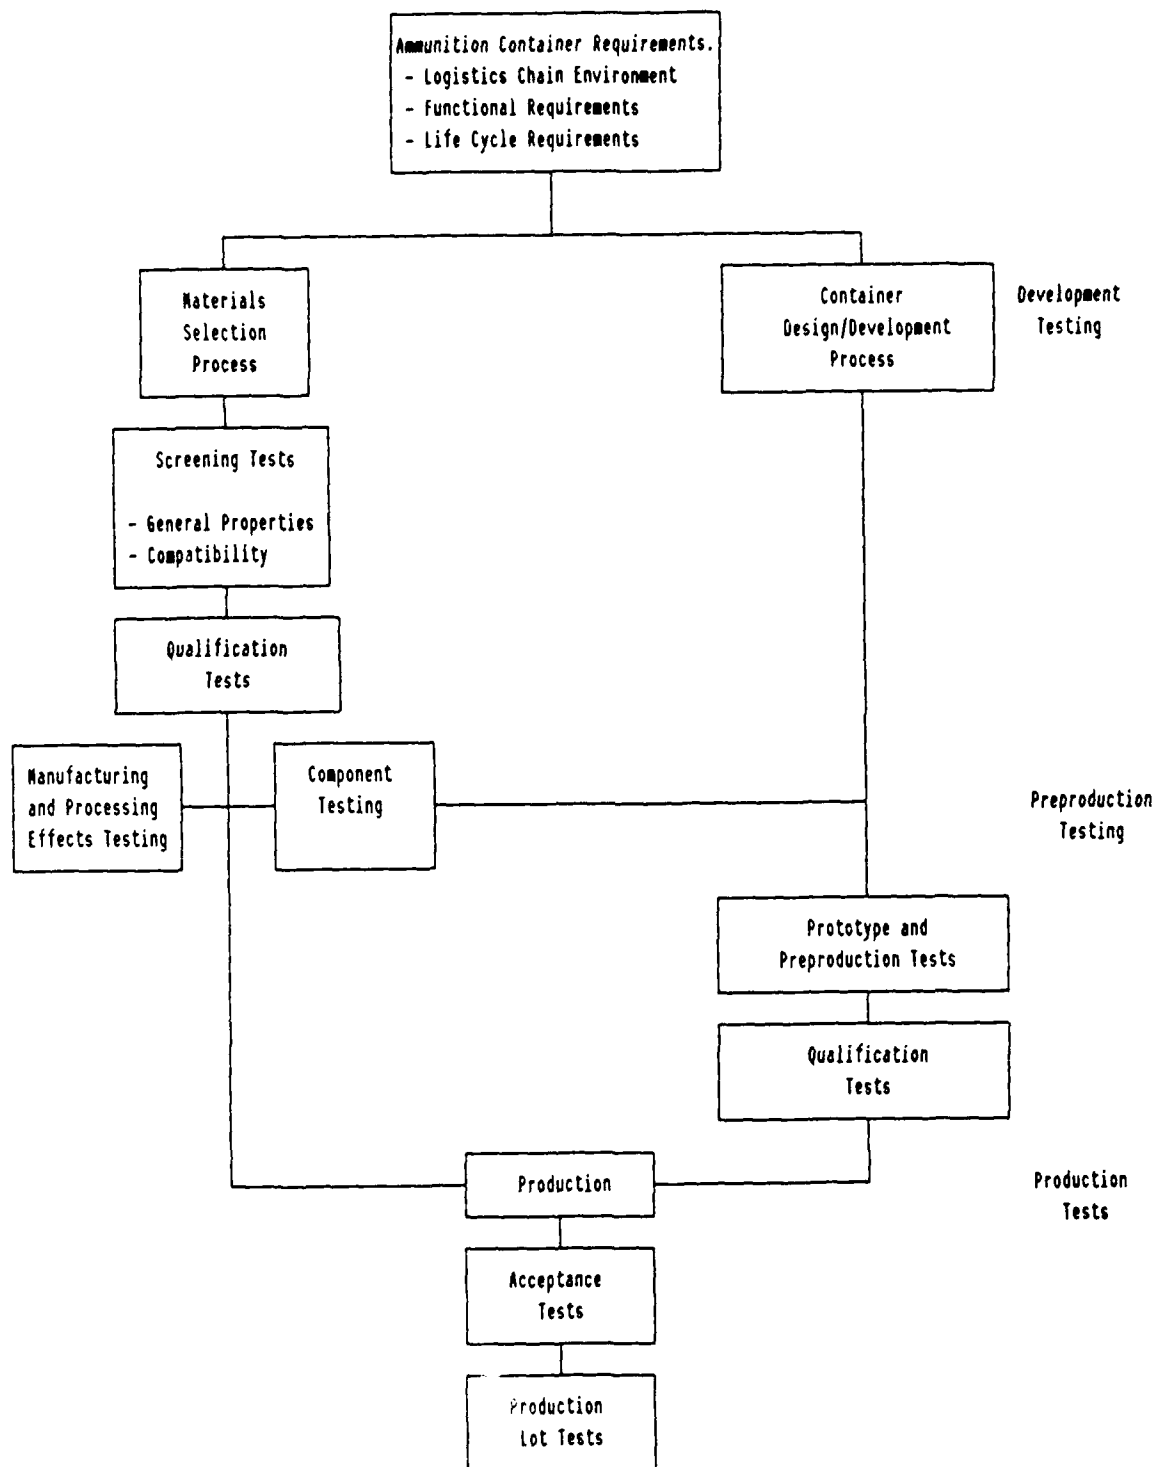 Ammunition Container Requirements.
- Logistics Chain Environment
- Functional Requirements
- Life Cycle Requirements
Materials
Selection
Process
Container
Design/Development
Process
Development
Testing
Screening Tests
- General Properties
- Compatibility
Qualification
Tests
Manufacturing
and Processing
Effects Testing
Component
Testing
Preproduction
Testing
Prototype and
Preproduction Tests
Qualification
Tests
Production
Production
Tests
Acceptance
Tests
Production
Lot Tests